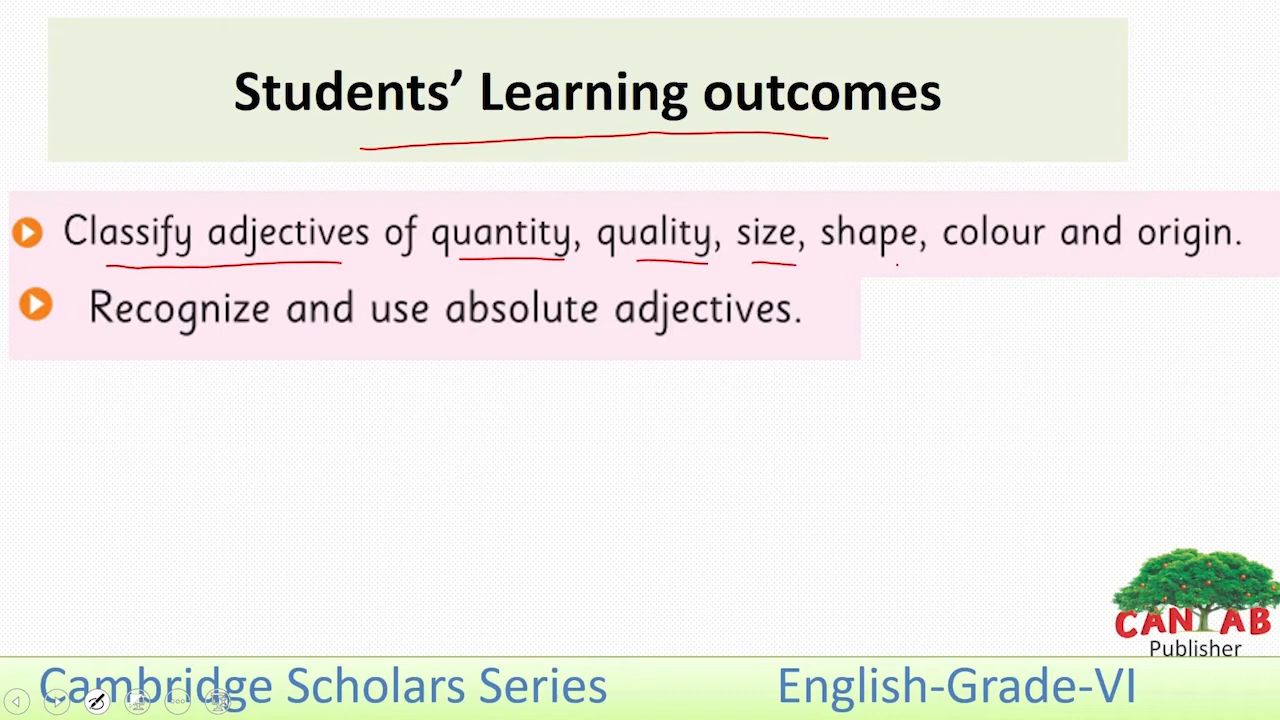 Students’ Learning outcomes
Classify adjectives of quantity, quality, size, shape, colour and origin.
Recognize and use absolute adjectives.
CANTAB
Publisher
Cambridge Scholars Series
English-Grade-VI